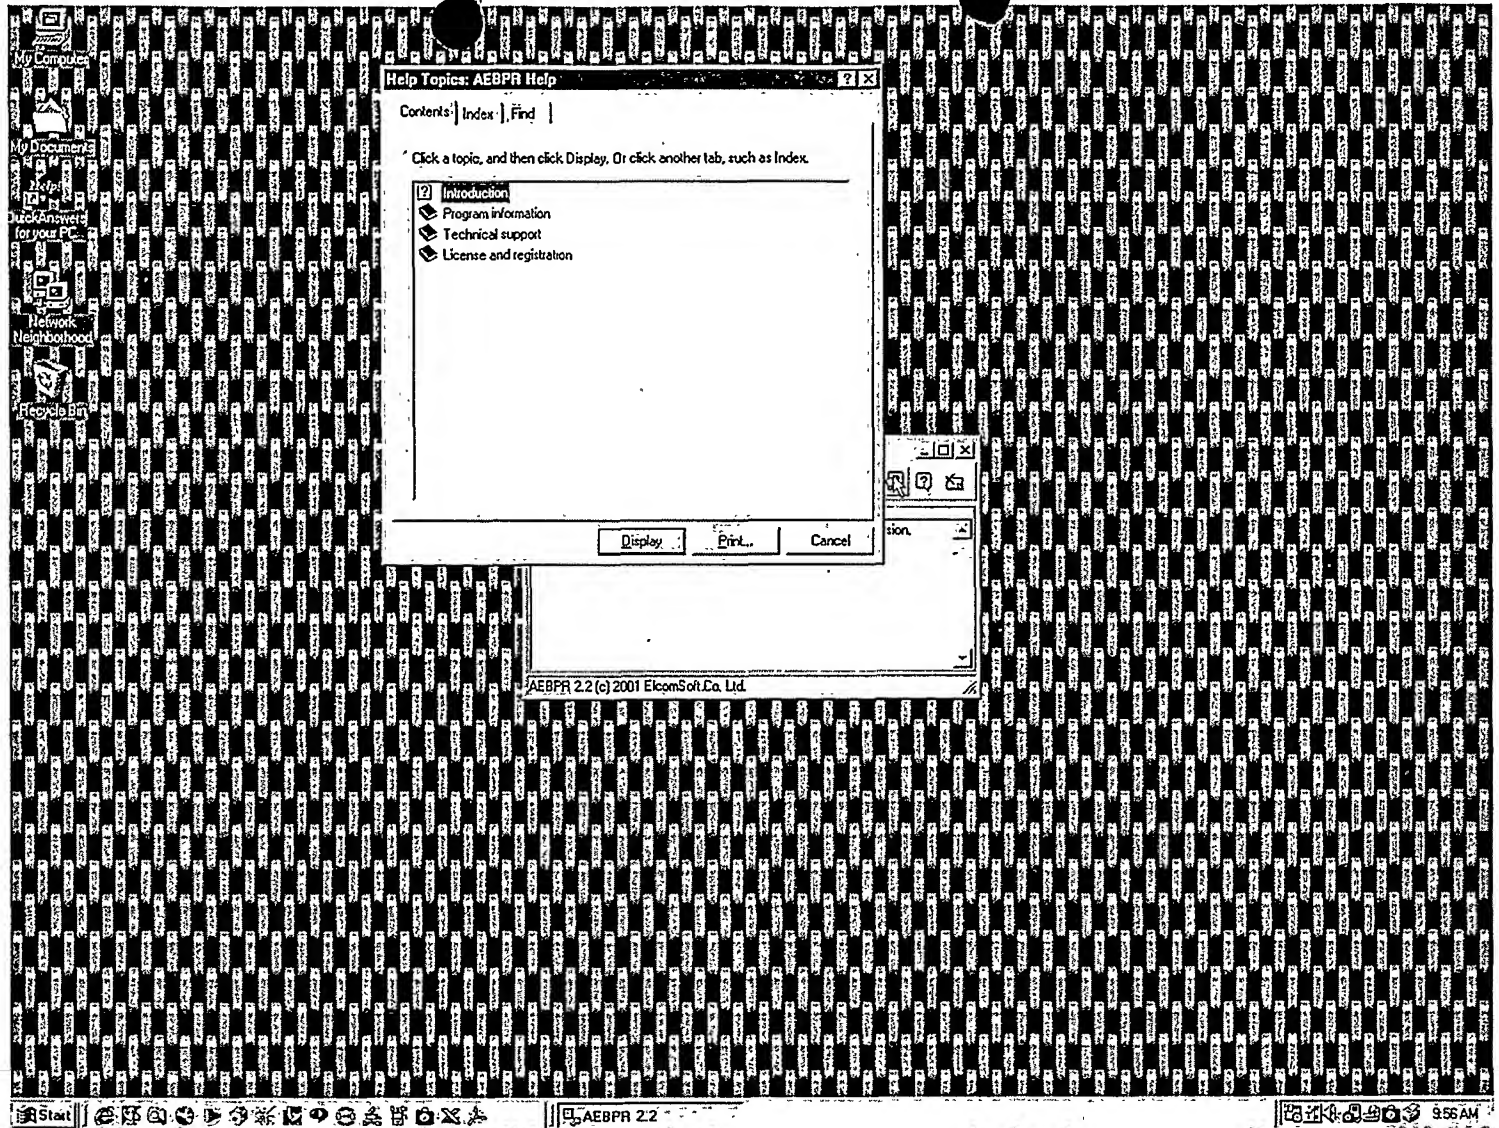 My Computer
My Documents
Help!
QuickAnswers
for your PC
Network
Neighborhood
Recycle Bin
Help Topics: AEBPR Help
Contents Index Find
Click a topic, and then click Display. Or click another tab, such as Index.
Introduction
Program information
Technical support
License and registration
Display Print... Cancel
sion.
AEBPR 2.2 (c) 2001 ElcomSoft Co. Ltd.
Start AEBPR 2.2 9:56 AM